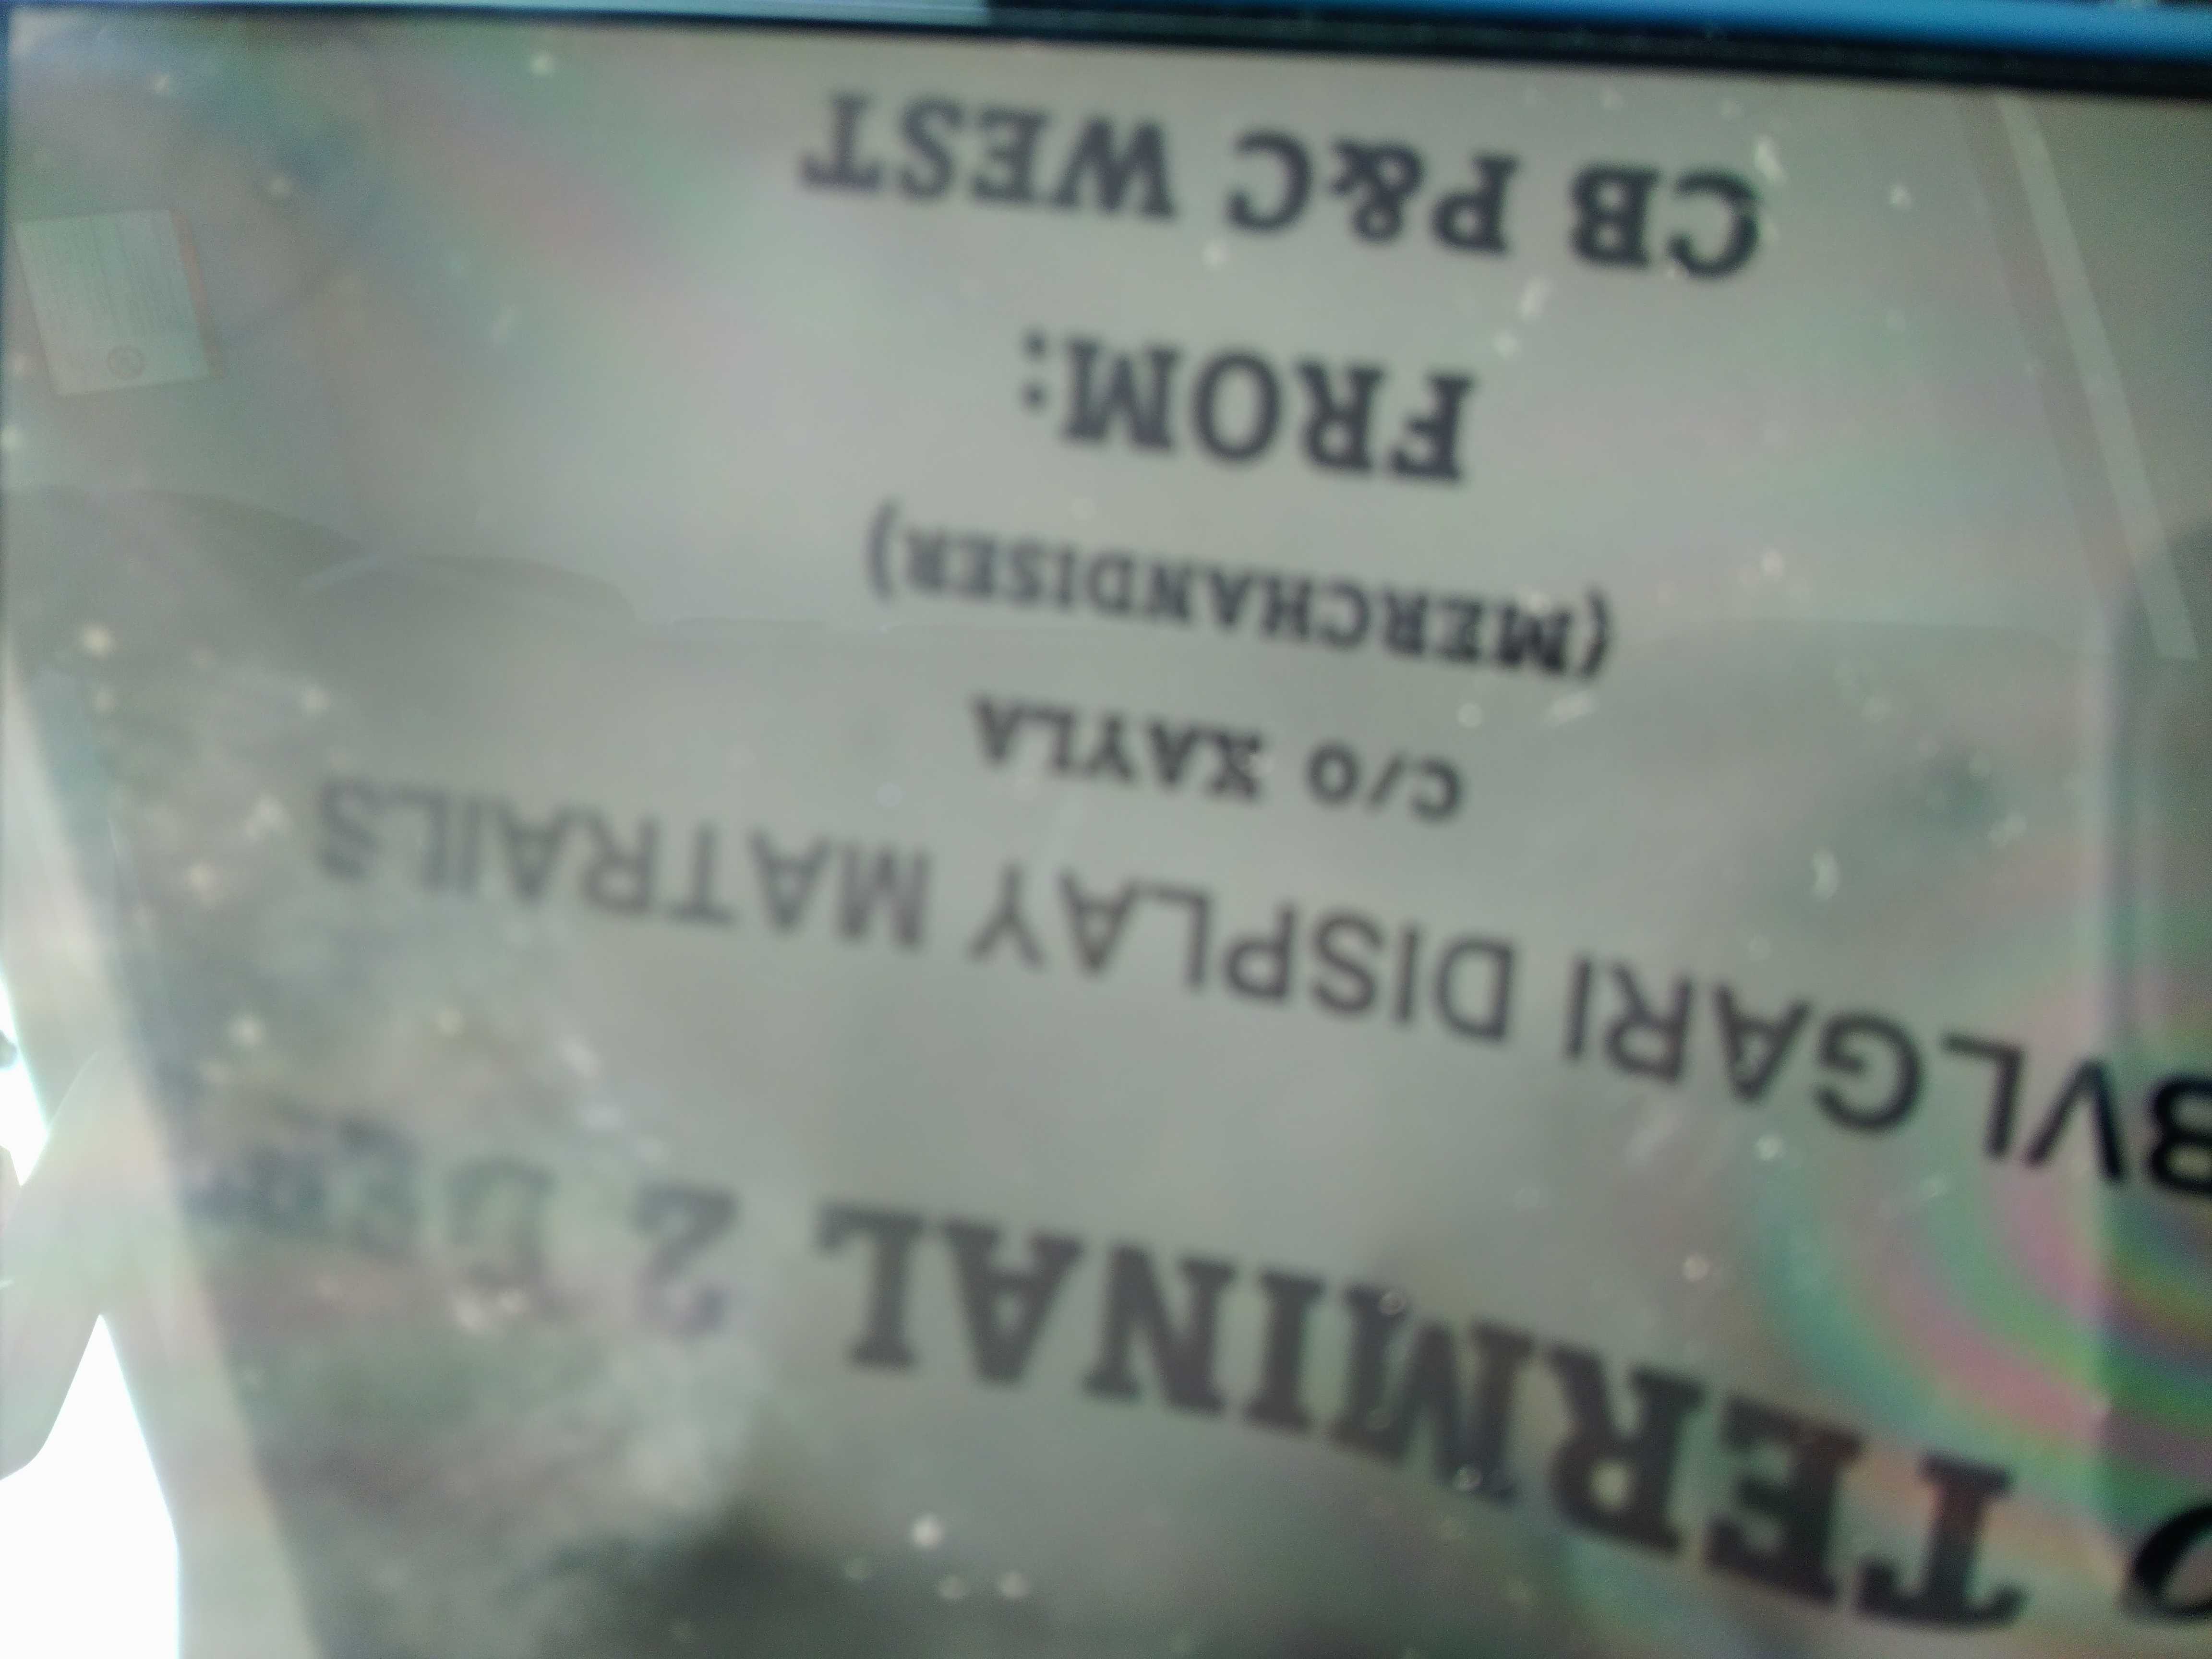 TERMINAL 2
BVLGARI DISPLAY MATRAILS
C/O XAYLA
(MERCHANDISER)
FROM:
CB P&C WEST